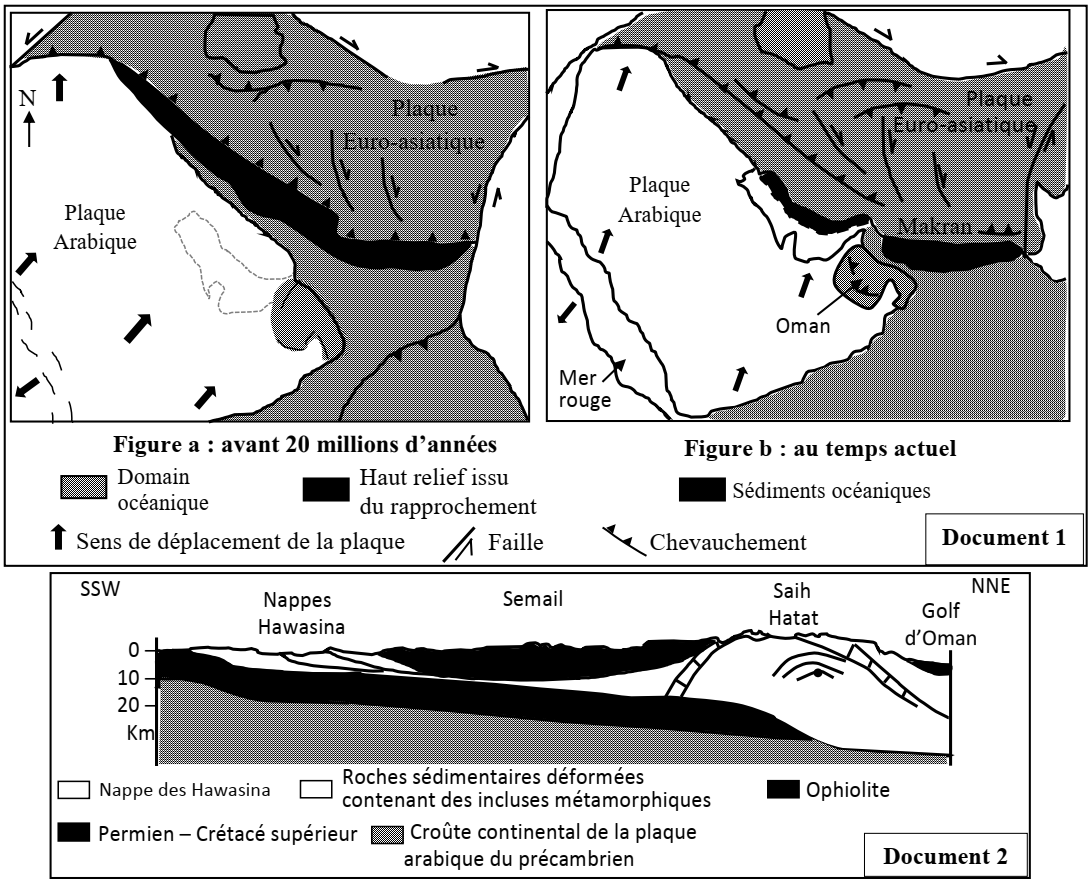 N
Plaque
Arabique
Plaque
Euro-asiatique
Plaque
Arabique
Plaque
Euro-asiatique
Makran
Oman
Mer
rouge
Figure a : avant 20 millions d’années
Figure b : au temps actuel
Domain
océanique
Haut relief issu
du rapprochement
Sédiments océaniques
Sens de déplacement de la plaque
Faille
Chevauchement
Document 1
SSW
NNE
Nappes
Hawasina
Semail
Saih
Hatat
Golf
d’Oman
0
10
20
Km
Nappe des Hawasina
Roches sédimentaires déformées
contenant des incluses métamorphiques
Ophiolite
Permien – Crétacé supérieur
Croûte continental de la plaque
arabique du précambrien
Document 2